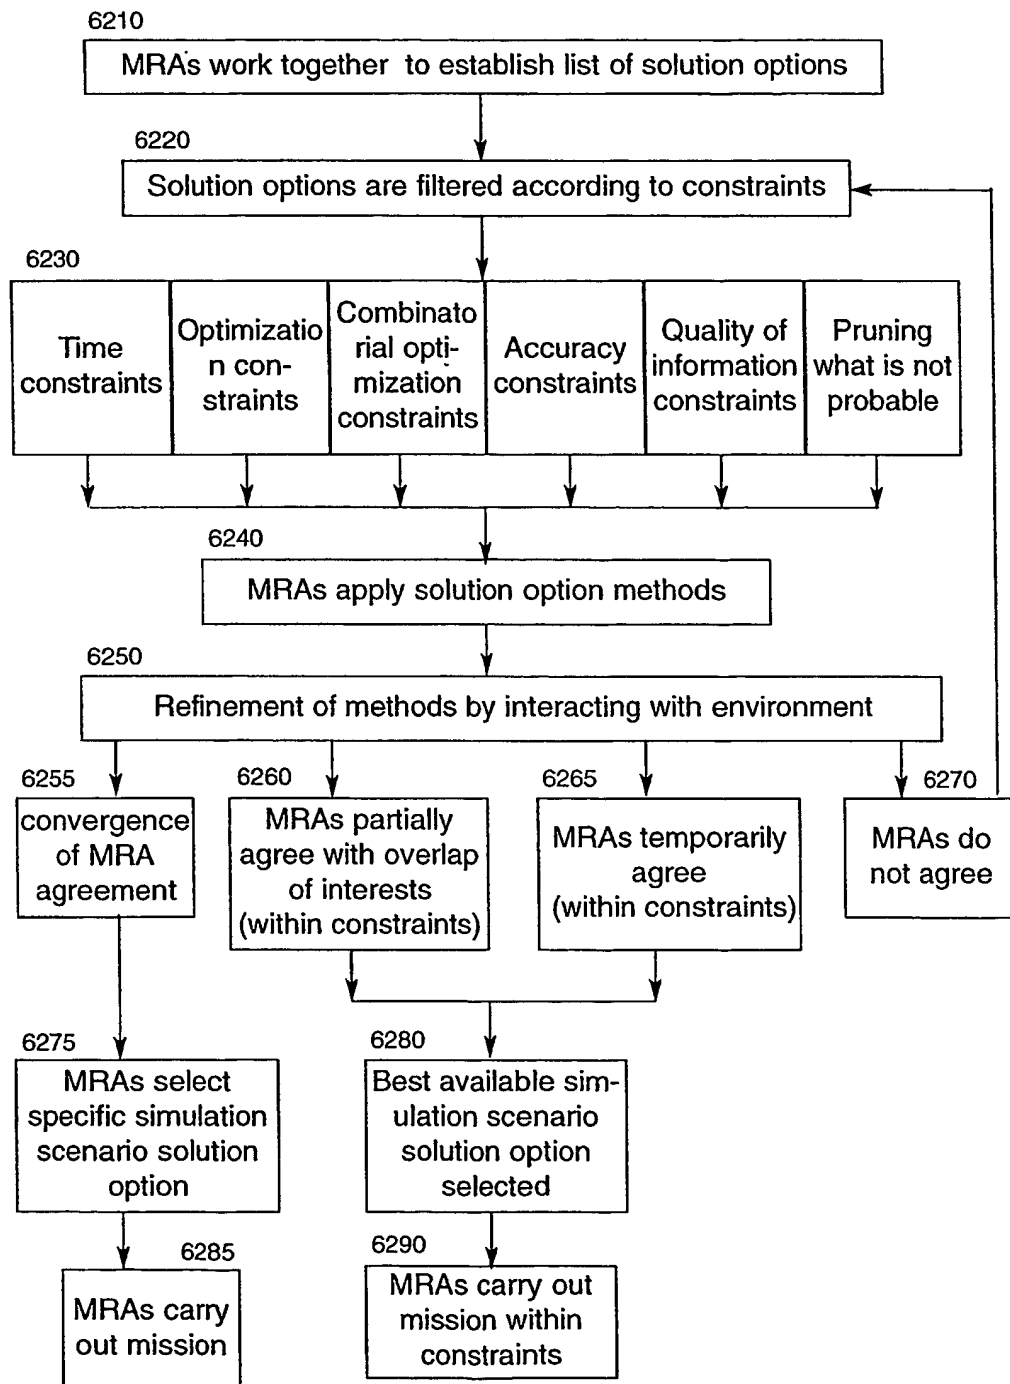 6210
MRAs work together to establish list of solution options
6220
Solution options are filtered according to constraints
6230
Time
constraints
Optimizatio
n con-
straints
Combinato
rial opti-
mization
constraints
Accuracy
constraints
Quality of
information
constraints
Pruning
what is not
probable
6240
MRAs apply solution option methods
6250
Refinement of methods by interacting with environment
6255
convergence
of MRA
agreement
6260
MRAs partially
agree with overlap
of interests
(within constraints)
6265
MRAs temporarily
agree
(within constraints)
6270
MRAs do
not agree
6275
MRAs select
specific simulation
scenario solution
option
6280
Best available sim-
ulation scenario
solution option
selected
6285
MRAs carry
out mission
6290
MRAs carry out
mission within
constraints